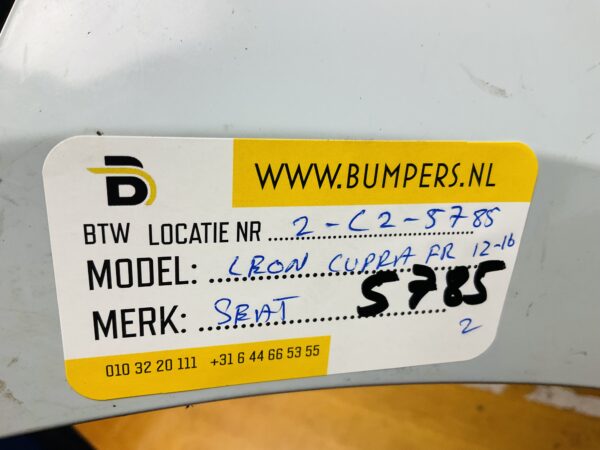 B
WWW.BUMPERS.NL
BTW LOCATIE NR 2-C2-5785
MODEL: LEON CUPRA FR 12-16
MERK: SEAT 5785
2
010 32 20 111 +31 6 44 66 53 55